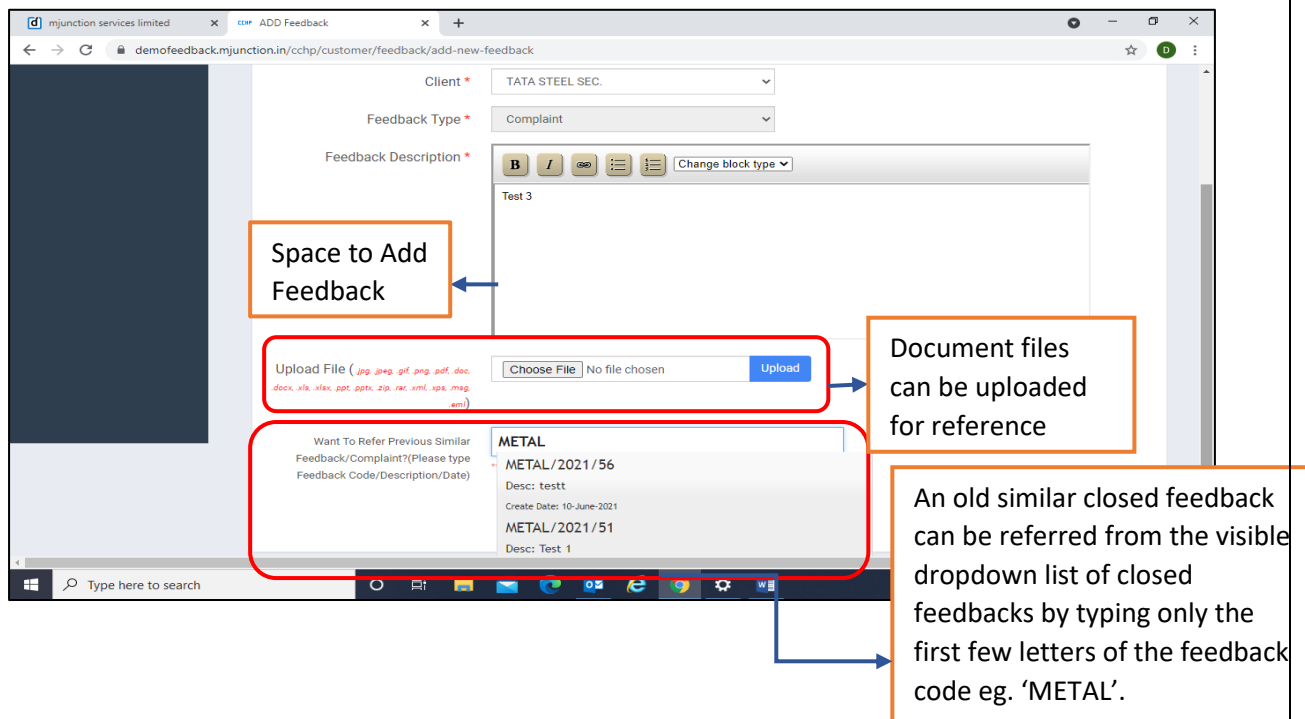 mjunction services limited
CCHP ADD Feedback
demofeedback.mjunction.in/cchp/customer/feedback/add-new-feedback
D
Client *
TATA STEEL SEC.
Feedback Type *
Complaint
Feedback Description *
B I Change block type
Test 3
Space to Add
Feedback
Upload File ( .jpg, .jpeg, .gif, .png, .pdf, .doc,
.docx, .xls, .xlsx, .ppt, .pptx, .zip, .rar, .xml, .xps, .msg,
.eml)
Choose File No file chosen
Upload
Document files
can be uploaded
for reference
Want To Refer Previous Similar
Feedback/Complaint?(Please type
Feedback Code/Description/Date)
METAL
METAL/2021/56
Desc: testt
Create Date: 10-June-2021
METAL/2021/51
Desc: Test 1
An old similar closed feedback
can be referred from the visible
dropdown list of closed
feedbacks by typing only the
first few letters of the feedback
code eg. ‘METAL’.
Type here to search